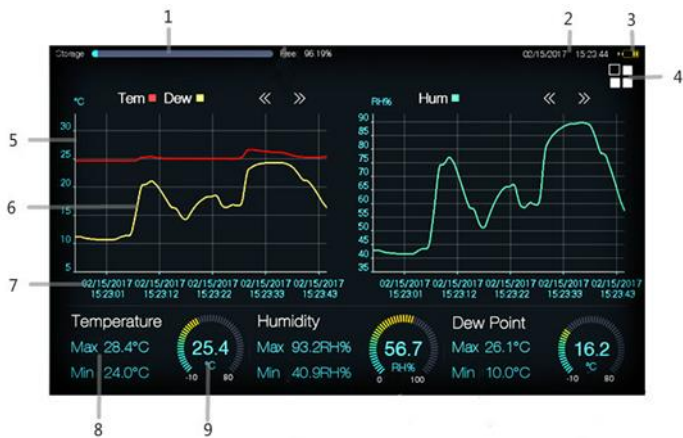 1
2
3
Storage
Free: 96.19%
02/15/2017 15:23:44
4
°C
Tem
Dew
«
»
RH%
Hum
«
»
5
30
25
20
15
10
5
6
90
85
80
75
70
65
60
55
50
45
40
35
7
02/15/2017 02/15/2017 02/15/2017 02/15/2017 02/15/2017
15:23:01 15:23:12 15:23:22 15:23:33 15:23:43
02/15/2017 02/15/2017 02/15/2017 02/15/2017 02/15/2017
15:23:01 15:23:12 15:23:22 15:23:33 15:23:43
Temperature
Max 28.4°C
Min 24.0°C
25.4
°C
-10 80
Humidity
Max 93.2RH%
Min 40.9RH%
56.7
RH%
0 100
Dew Point
Max 26.1°C
Min 10.0°C
16.2
°C
-10 80
8
9